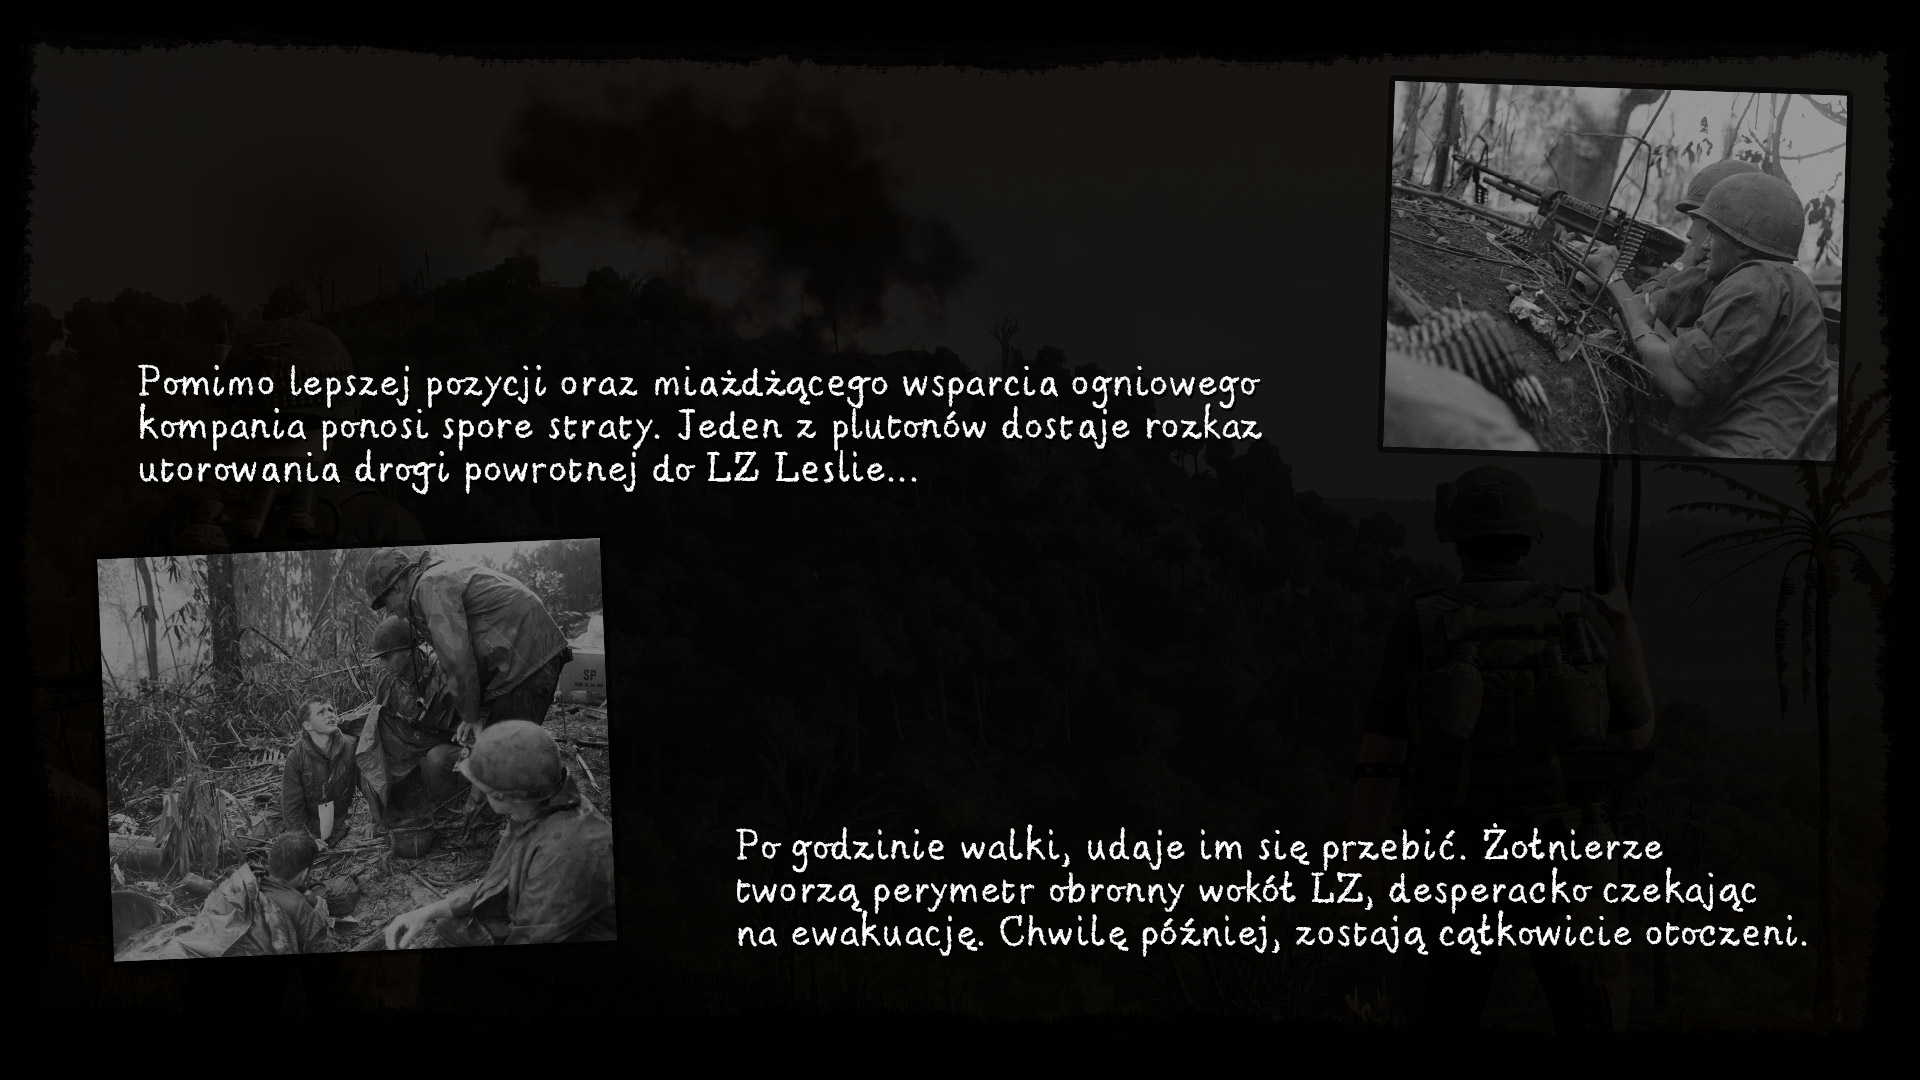 Pomimo lepszej pozycji oraz miażdżącego wsparcia ogniowego
kompania ponosi spore straty. Jeden z plutonów dostaje rozkaz
utorowania drogi powrotnej do LZ Leslie...
SP
Po godzinie walki, udaje im się przebić. Żołnierze
tworzą perymetr obronny wokół LZ, desperacko czekając
na ewakuację. Chwilę później, zostają cąłkowicie otoczeni.